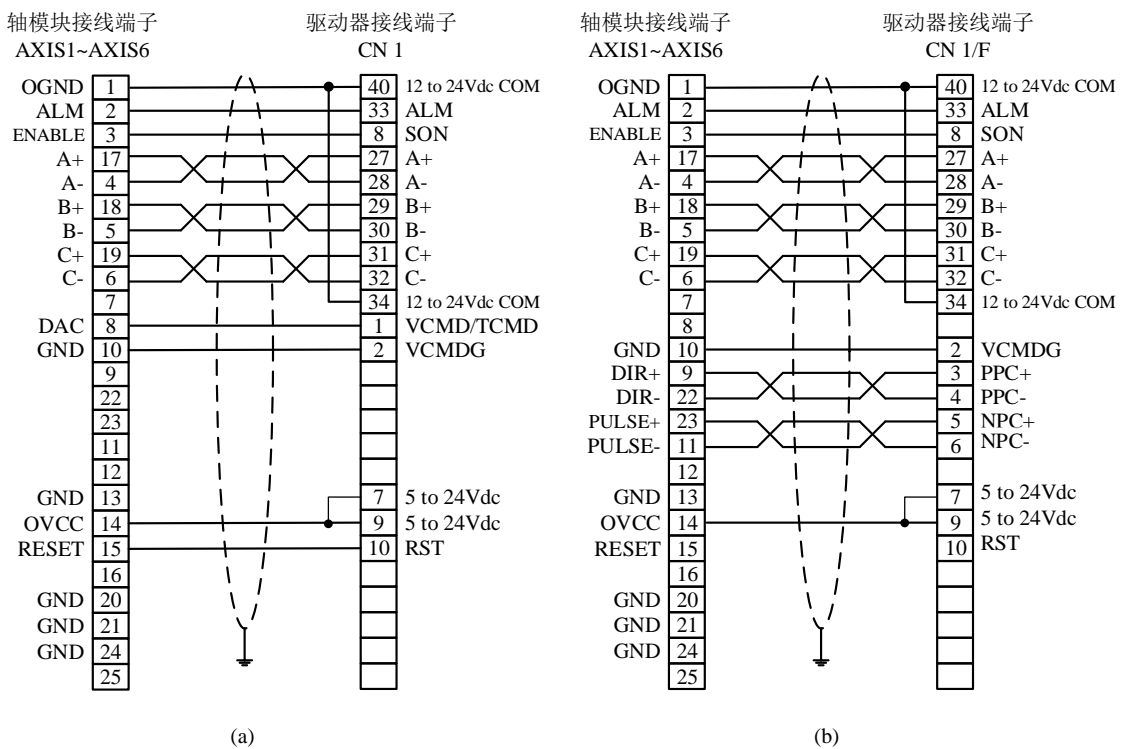 轴模块接线端子 驱动器接线端子
AXIS1~AXIS6 CN 1
OGND 1 40 12 to 24Vdc COM
ALM 2 33 ALM
ENABLE 3 8 SON
A+ 17 27 A+
A- 4 28 A-
B+ 18 29 B+
B- 5 30 B-
C+ 19 31 C+
C- 6 32 C-
7 34 12 to 24Vdc COM
DAC 8 1 VCMD/TCMD
GND 10 2 VCMDG
9
22
23
11
12
GND 13 7 5 to 24Vdc
OVCC 14 9 5 to 24Vdc
RESET 15 10 RST
16
GND 20
GND 21
GND 24
25
(a)
轴模块接线端子 驱动器接线端子
AXIS1~AXIS6 CN 1/F
OGND 1 40 12 to 24Vdc COM
ALM 2 33 ALM
ENABLE 3 8 SON
A+ 17 27 A+
A- 4 28 A-
B+ 18 29 B+
B- 5 30 B-
C+ 19 31 C+
C- 6 32 C-
7 34 12 to 24Vdc COM
8
GND 10 2 VCMDG
DIR+ 9 3 PPC+
DIR- 22 4 PPC-
PULSE+ 23 5 NPC+
PULSE- 11 6 NPC-
12
GND 13 7 5 to 24Vdc
OVCC 14 9 5 to 24Vdc
RESET 15 10 RST
16
GND 20
GND 21
GND 24
25
(b)